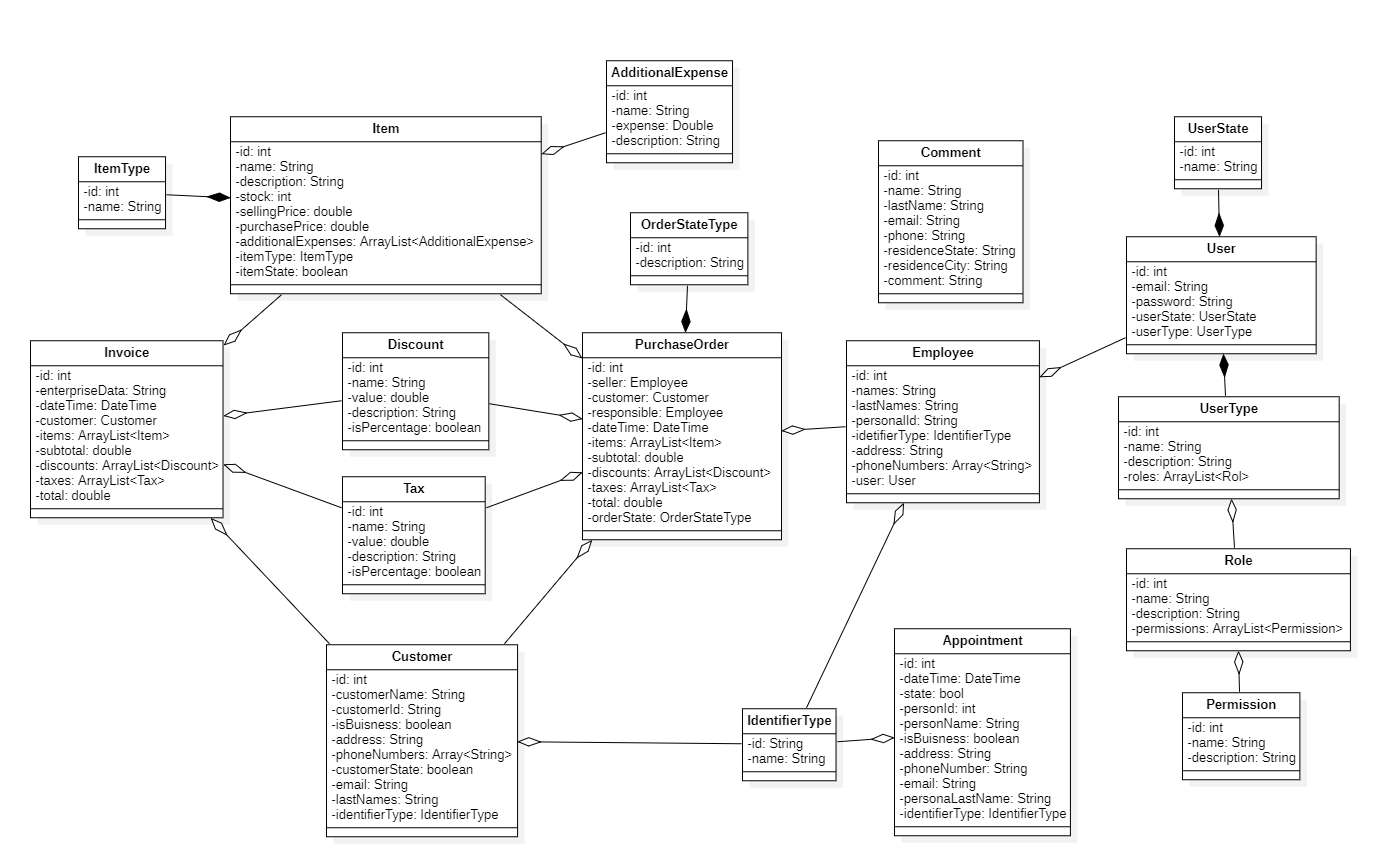 AdditionalExpense
-id: int
-name: String
-expense: Double
-description: String
Item
-id: int
-name: String
-description: String
-stock: int
-sellingPrice: double
-purchasePrice: double
-additionalExpenses: ArrayList<AdditionalExpense>
-itemType: ItemType
-itemState: boolean
ItemType
-id: int
-name: String
OrderStateType
-id: int
-description: String
Comment
-id: int
-name: String
-lastName: String
-email: String
-phone: String
-residenceState: String
-residenceCity: String
-comment: String
UserState
-id: int
-name: String
User
-id: int
-email: String
-password: String
-userState: UserState
-userType: UserType
Invoice
-id: int
-enterpriseData: String
-dateTime: DateTime
-customer: Customer
-items: ArrayList<Item>
-subtotal: double
-discounts: ArrayList<Discount>
-taxes: ArrayList<Tax>
-total: double
Discount
-id: int
-name: String
-value: double
-description: String
-isPercentage: boolean
PurchaseOrder
-id: int
-seller: Employee
-customer: Customer
-responsible: Employee
-dateTime: DateTime
-items: ArrayList<Item>
-subtotal: double
-discounts: ArrayList<Discount>
-taxes: ArrayList<Tax>
-total: double
-orderState: OrderStateType
Employee
-id: int
-names: String
-lastNames: String
-personalId: String
-idetifierType: IdentifierType
-address: String
-phoneNumbers: Array<String>
-user: User
UserType
-id: int
-name: String
-description: String
-roles: ArrayList<Rol>
Tax
-id: int
-name: String
-value: double
-description: String
-isPercentage: boolean
Role
-id: int
-name: String
-description: String
-permissions: ArrayList<Permission>
Customer
-id: int
-customerName: String
-customerId: String
-isBuisness: boolean
-address: String
-phoneNumbers: Array<String>
-customerState: boolean
-email: String
-lastNames: String
-identifierType: IdentifierType
IdentifierType
-id: String
-name: String
Appointment
-id: int
-dateTime: DateTime
-state: bool
-personId: int
-personName: String
-isBuisness: boolean
-address: String
-phoneNumber: String
-email: String
-personaLastName: String
-identifierType: IdentifierType
Permission
-id: int
-name: String
-description: String